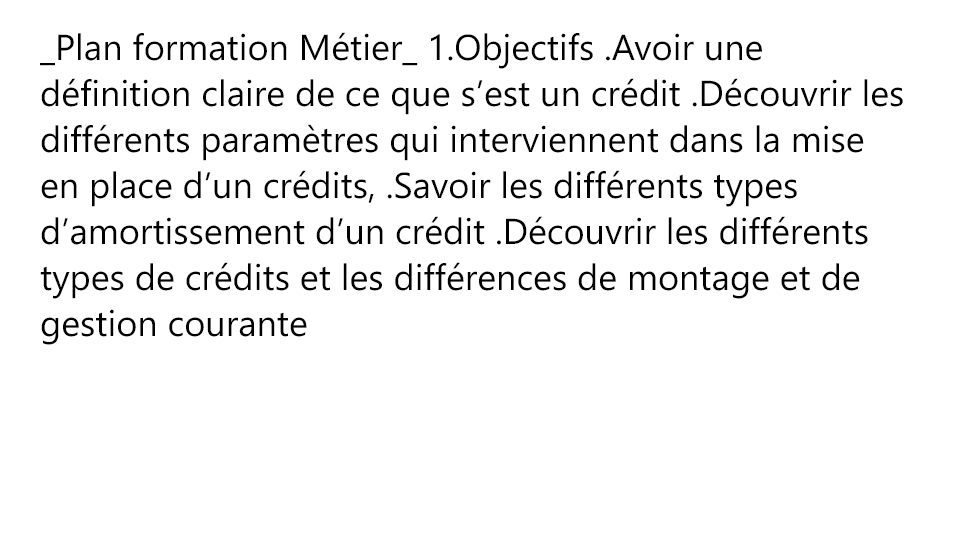 _Plan formation Métier_ 1.Objectifs .Avoir une
définition claire de ce que s’est un crédit .Découvrir les
différents paramètres qui interviennent dans la mise
en place d’un crédits, .Savoir les différents types
d’amortissement d’un crédit .Découvrir les différents
types de crédits et les différences de montage et de
gestion courante